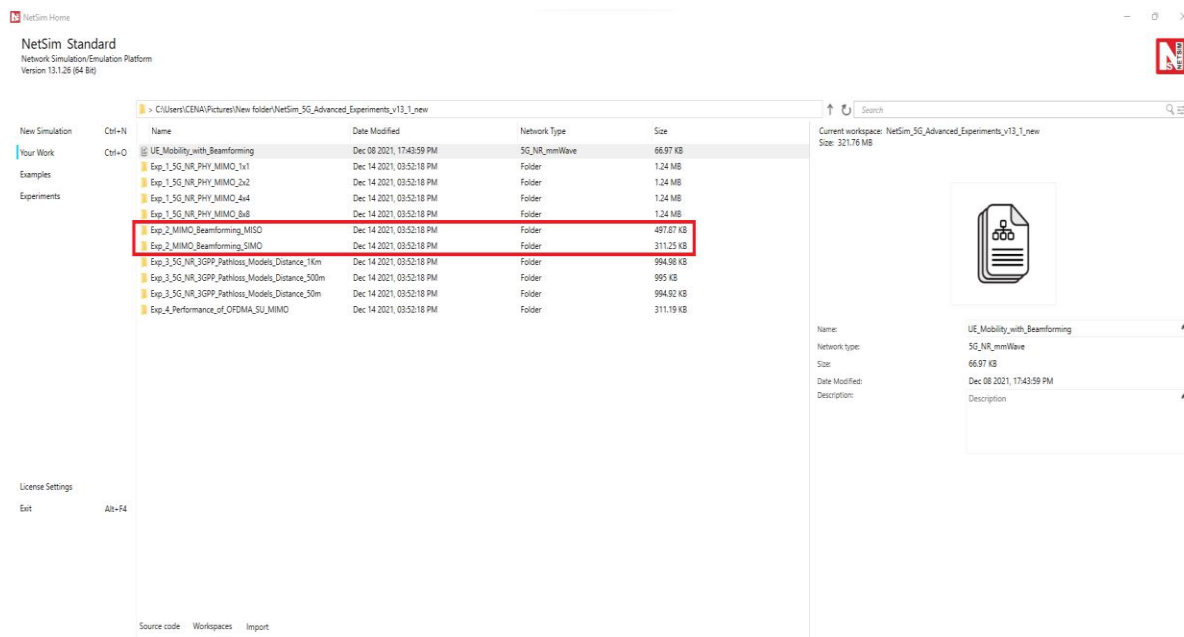 NetSim Home
NetSim Standard
Network Simulation/Emulation Platform
Version 13.1.26 (64 Bit)
NETSIM
> C:\Users\CENA\Pictures\New folder\NetSim_5G_Advanced_Experiments_v13_1_new
Search
New Simulation Ctrl+N
Your Work Ctrl+O
Examples
Experiments
Name Date Modified Network Type Size
UE_Mobility_with_Beamforming Dec 08 2021, 17:43:59 PM 5G_NR_mmWave 66.97 KB
Exp_1_5G_NR_PHY_MIMO_1x1 Dec 14 2021, 03:52:18 PM Folder 1.24 MB
Exp_1_5G_NR_PHY_MIMO_2x2 Dec 14 2021, 03:52:18 PM Folder 1.24 MB
Exp_1_5G_NR_PHY_MIMO_4x4 Dec 14 2021, 03:52:18 PM Folder 1.24 MB
Exp_1_5G_NR_PHY_MIMO_8x8 Dec 14 2021, 03:52:18 PM Folder 1.24 MB
Exp_2_MIMO_Beamforming_MISO Dec 14 2021, 03:52:18 PM Folder 497.87 KB
Exp_2_MIMO_Beamforming_SIMO Dec 14 2021, 03:52:18 PM Folder 311.25 KB
Exp_3_5G_NR_3GPP_Pathloss_Models_Distance_1Km Dec 14 2021, 03:52:18 PM Folder 994.98 KB
Exp_3_5G_NR_3GPP_Pathloss_Models_Distance_500m Dec 14 2021, 03:52:18 PM Folder 995 KB
Exp_3_5G_NR_3GPP_Pathloss_Models_Distance_50m Dec 14 2021, 03:52:18 PM Folder 994.92 KB
Exp_4_Performance_of_OFDMA_SU_MIMO Dec 14 2021, 03:52:18 PM Folder 311.19 KB
Current workspace: NetSim_5G_Advanced_Experiments_v13_1_new
Size: 321.76 MB
Name: UE_Mobility_with_Beamforming
Network type: 5G_NR_mmWave
Size: 66.97 KB
Date Modified: Dec 08 2021, 17:43:59 PM
Description: Description
License Settings
Exit Alt+F4
Source code Workspaces Import